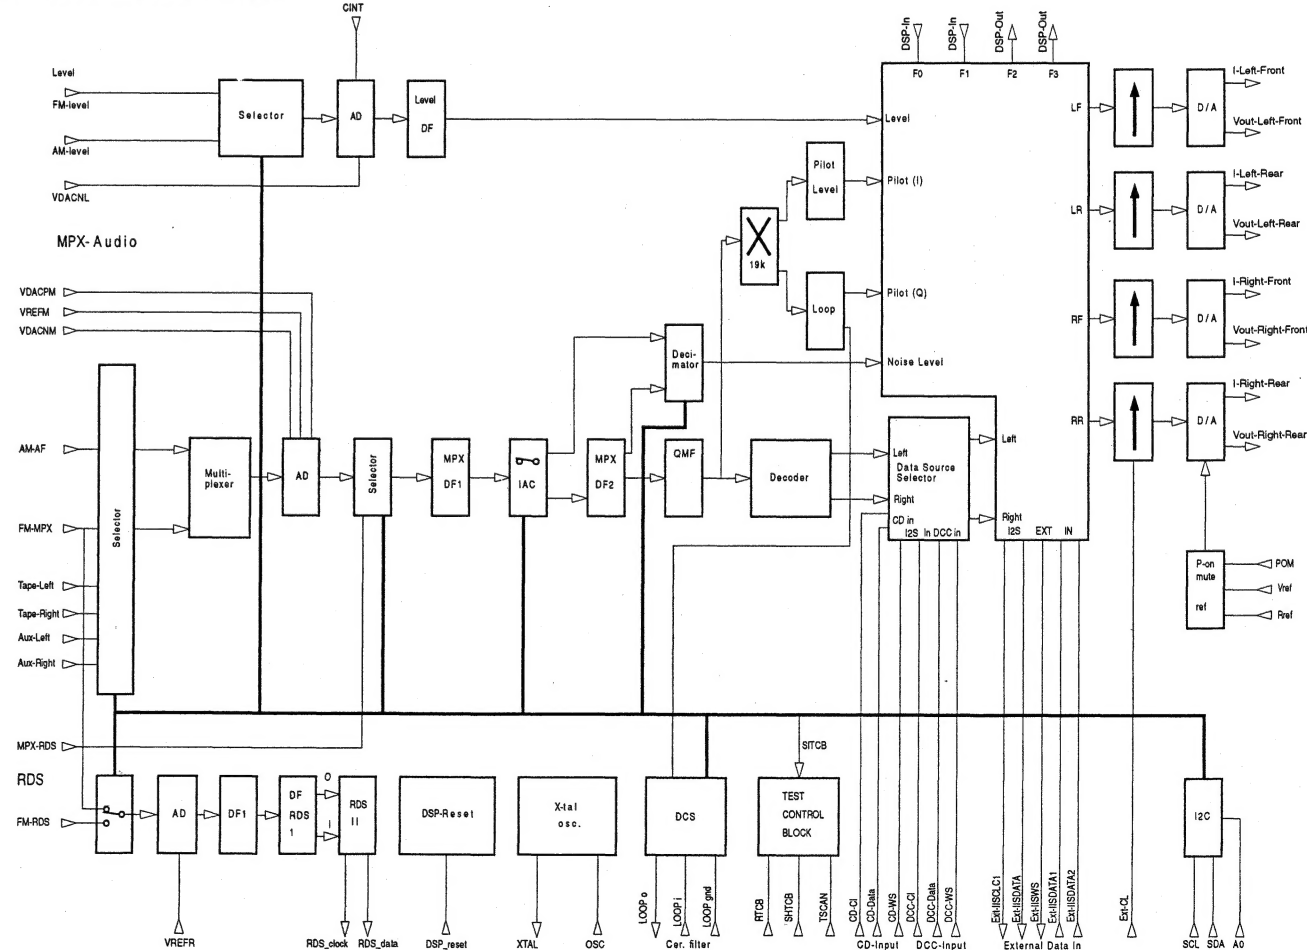 CINT
DSP-In
DSP-In
DSP-Out
DSP-Out
F0
F1
F2
F3
Level
FM-level
AM-level
VDACNL
Selector
AD
Level
DF
Level
LF
D/A
I-Left-Front
Vout-Left-Front
Pilot
Level
Pilot (I)
LR
D/A
I-Left-Rear
Vout-Left-Rear
MPX-Audio
19k
VDACPM
VREFM
VDACNM
Loop
Pilot (Q)
RF
D/A
I-Right-Front
Vout-Right-Front
Deci-
mator
Noise Level
RR
D/A
I-Right-Rear
Vout-Right-Rear
AM-AF
FM-MPX
Tape-Left
Tape-Right
Aux-Left
Aux-Right
Selector
Multi-
plexer
AD
Selector
MPX
DF1
IAC
MPX
DF2
QMF
Decoder
Left
Data Source
Selector
Right
CD in
I2S In DCC in
Left
Right
I2S EXT IN
P-on
mute
ref
POM
Vref
Rref
MPX-RDS
SITCB
RDS
FM-RDS
AD
DF1
DF
RDS
1
O
I
RDS
II
DSP-Reset
X-tal
osc.
DCS
TEST
CONTROL
BLOCK
I2C
VREFR
RDS_clock
RDS_data
DSP_reset
XTAL
OSC
LOOP o
LOOP i
LOOP gnd
Cer. filter
RTCB
SHTCB
TSCAN
CD-Cl
CD-Data
CD-WS
CD-Input
DCC-Cl
DCC-Data
DCC-WS
DCC-Input
Ext-IISCLC1
Ext-IISDATA
Ext-IISWS
Ext-IISDATA1
Ext-IISDATA2
External Data In
Ext-CL
SCL
SDA
A0